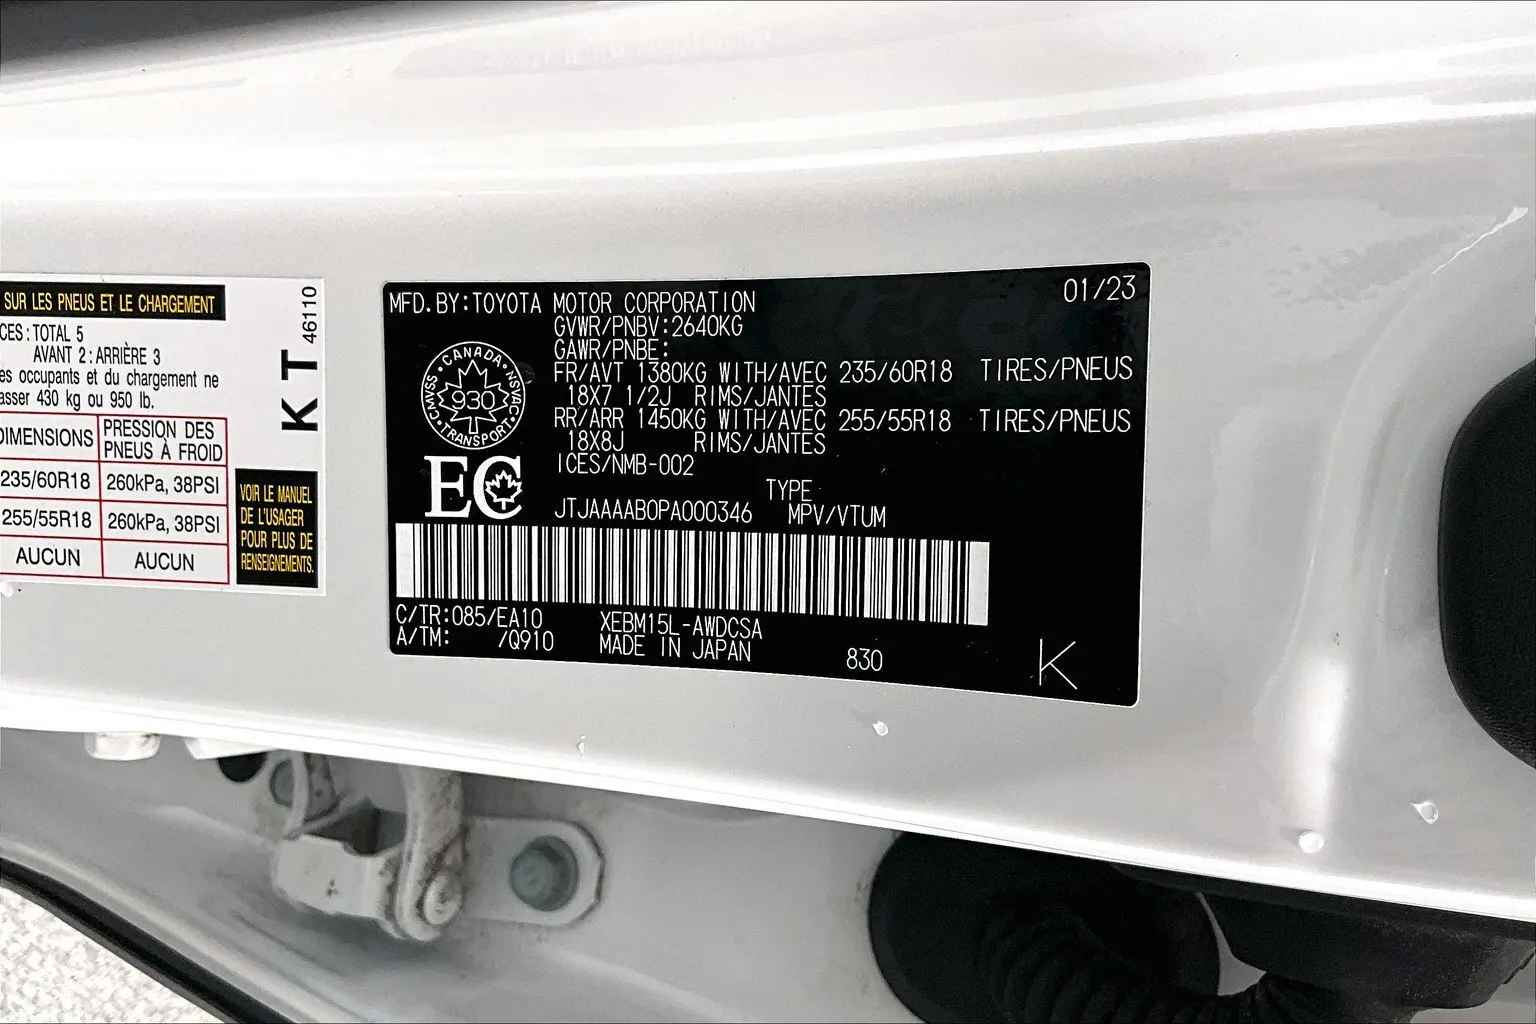 SUR LES PNEUS ET LE CHARGEMENT
CES: TOTAL 5
AVANT 2: ARRIÈRE 3
es occupants et du chargement ne
asser 430 kg ou 950 lb.
DIMENSIONS PRESSION DES PNEUS À FROID
235/60R18 260kPa, 38PSI
255/55R18 260kPa, 38PSI
AUCUN AUCUN
KT 46110
VOIR LE MANUEL
DE L'USAGER
POUR PLUS DE
RENSEIGNEMENTS.
MFD. BY: TOYOTA MOTOR CORPORATION 01/23
GVWR/PNBV: 2640KG
GAWR/PNBE:
FR/AVT 1380KG WITH/AVEC 235/60R18 TIRES/PNEUS
18X7 1/2J RIMS/JANTES
RR/ARR 1450KG WITH/AVEC 255/55R18 TIRES/PNEUS
18X8J RIMS/JANTES
ICES/NMB-002
CANADA
CMVSS 930 NSVAC
TRANSPORT
EC
TYPE
JTJAAAAB0PA000346 MPV/VTUM
C/TR: 085/EA10 XEBM15L-AWDCSA
A/TM: /Q910 MADE IN JAPAN 830 K